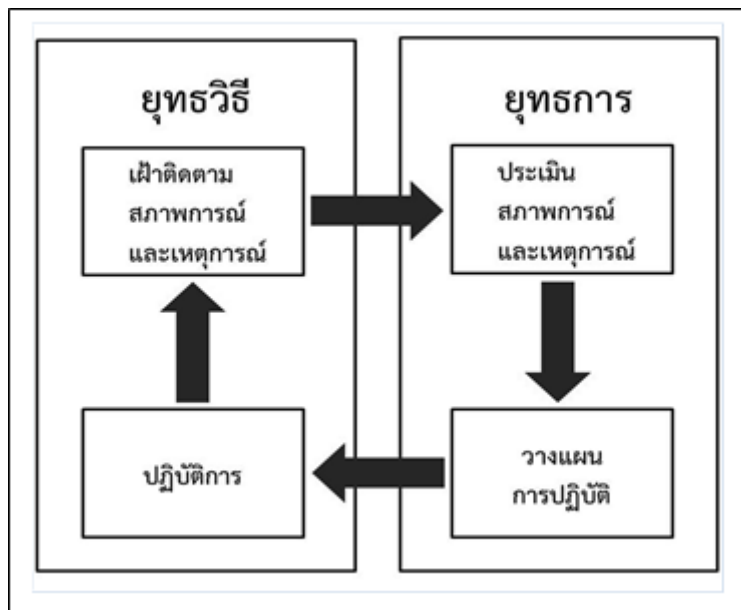 ยุทธวิธี
เฝ้าติดตาม
สภาพการณ์
และเหตุการณ์
ปฏิบัติการ
ยุทธการ
ประเมิน
สภาพการณ์
และเหตุการณ์
วางแผน
การปฏิบัติ